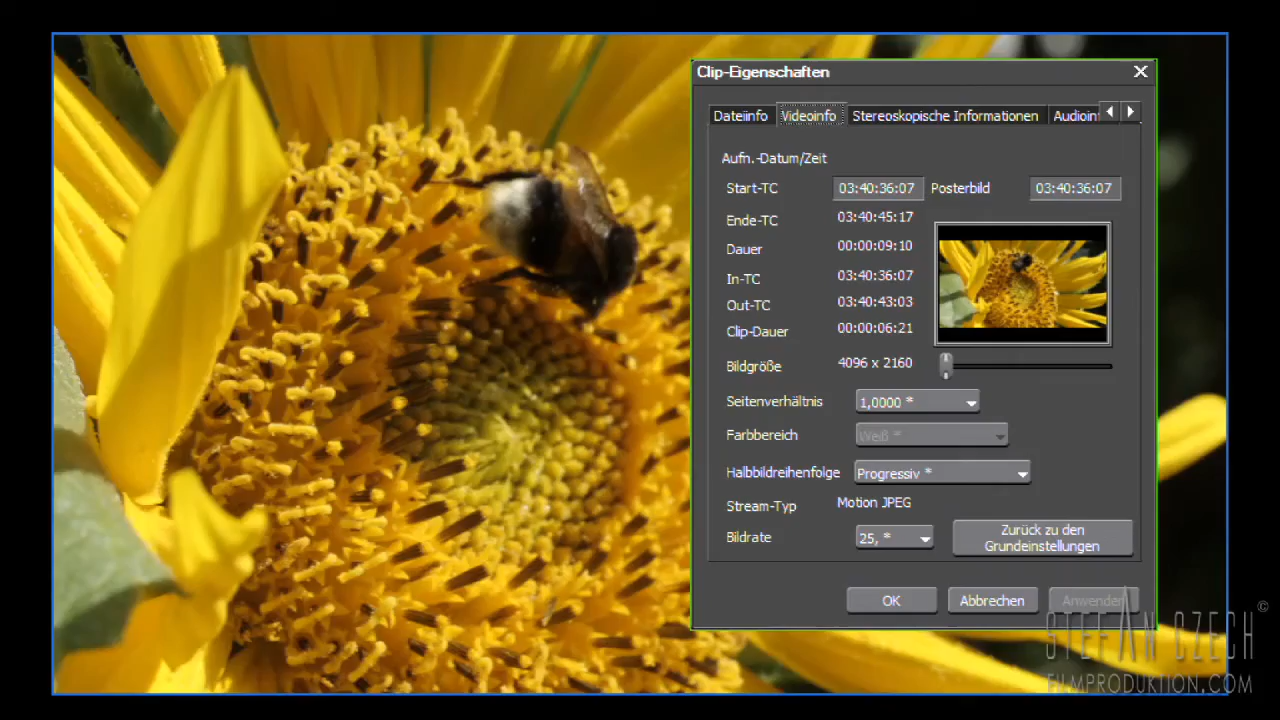 Clip-Eigenschaften
Dateiinfo Videoinfo Stereoskopische Informationen Audioin
Aufn.-Datum/Zeit
Start-TC 03:40:36:07 Posterbild 03:40:36:07
Ende-TC 03:40:45:17
Dauer 00:00:09:10
In-TC 03:40:36:07
Out-TC 03:40:43:03
Clip-Dauer 00:00:06:21
Bildgröße 4096 x 2160
Seitenverhältnis 1,0000 *
Farbbereich Weiß *
Halbbildreihenfolge Progressiv *
Stream-Typ Motion JPEG
Bildrate 25, * Zurück zu den
Grundeinstellungen
OK Abbrechen Anwenden
STEFAN CZECH ©
FILMPRODUKTION.COM